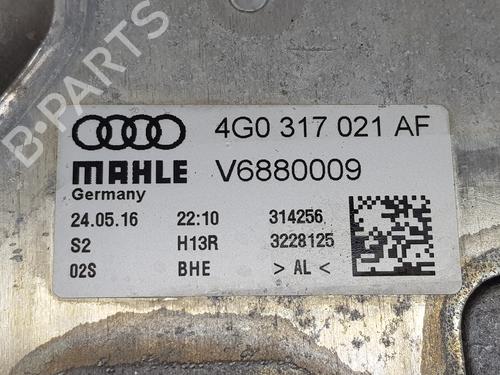 B-PARTS
4G0 317 021 AF
MAHLE V6880009
Germany
24.05.16 22:10 314256
S2 H13R 3228125
02S BHE >AL<